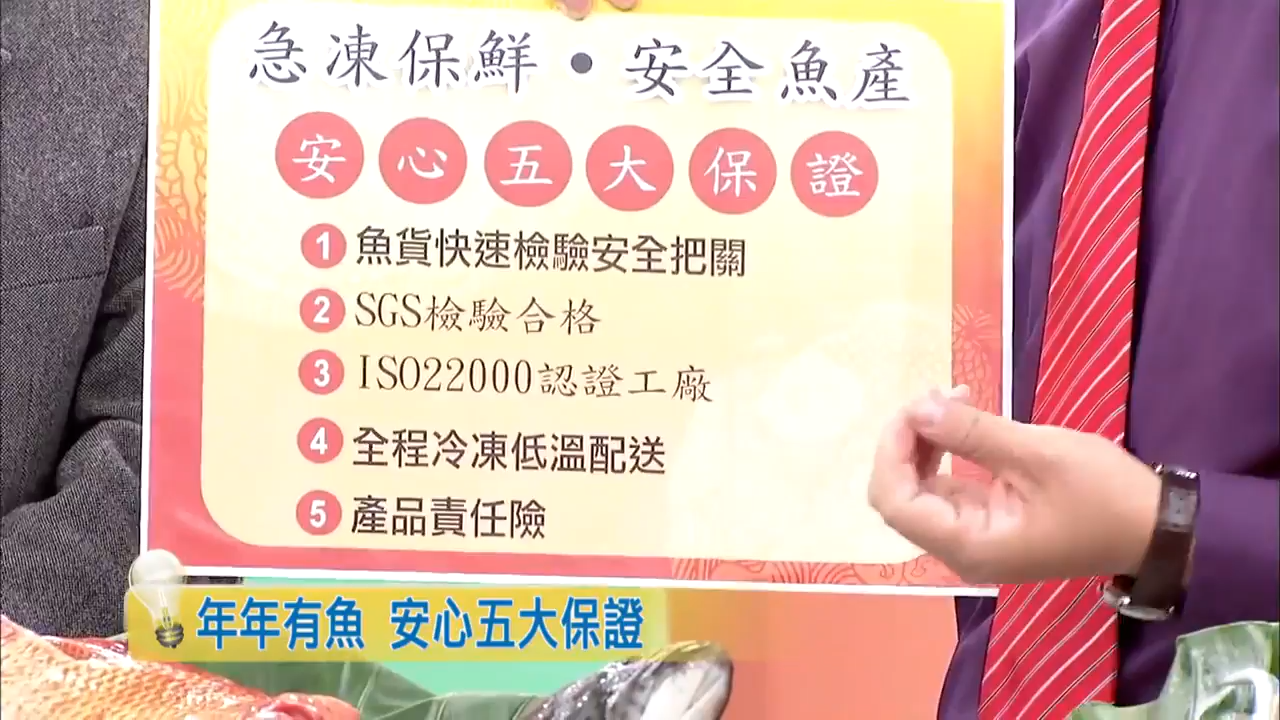 急凍保鮮•安全魚產
安心五大保證
1 魚貨快速檢驗安全把關
2 SGS檢驗合格
3 ISO22000認證工廠
4 全程冷凍低溫配送
5 產品責任險
年年有魚 安心五大保證